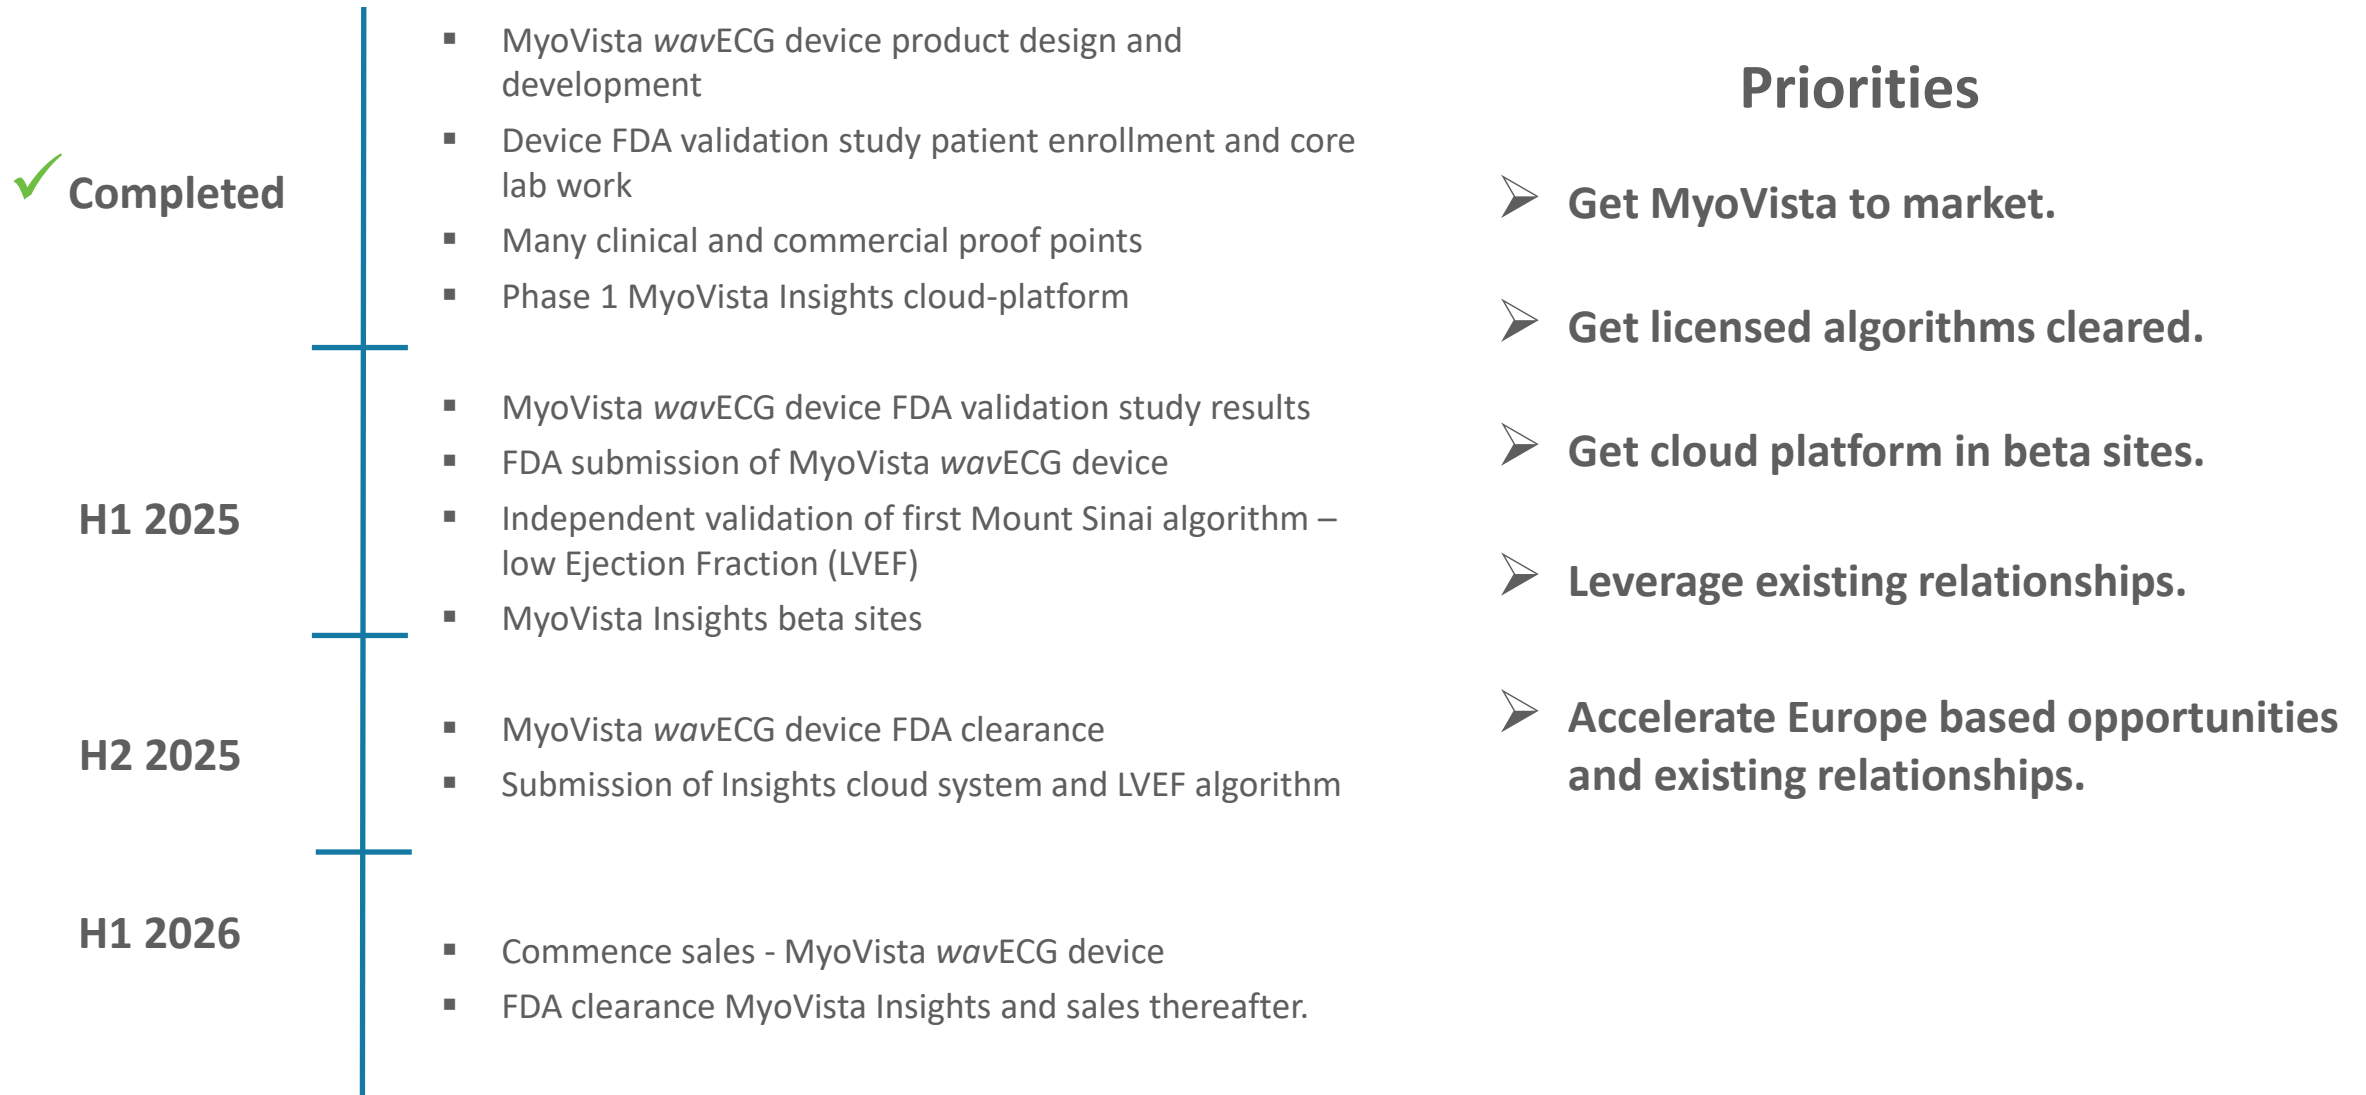 Completed
▪ MyoVista wavECG device product design and
development
▪ Device FDA validation study patient enrollment and core
lab work
▪ Many clinical and commercial proof points
▪ Phase 1 MyoVista Insights cloud-platform
H1 2025
▪ MyoVista wavECG device FDA validation study results
▪ FDA submission of MyoVista wavECG device
▪ Independent validation of first Mount Sinai algorithm –
low Ejection Fraction (LVEF)
▪ MyoVista Insights beta sites
H2 2025
▪ MyoVista wavECG device FDA clearance
▪ Submission of Insights cloud system and LVEF algorithm
H1 2026
▪ Commence sales - MyoVista wavECG device
▪ FDA clearance MyoVista Insights and sales thereafter.
Priorities
➢ Get MyoVista to market.
➢ Get licensed algorithms cleared.
➢ Get cloud platform in beta sites.
➢ Leverage existing relationships.
➢ Accelerate Europe based opportunities
and existing relationships.